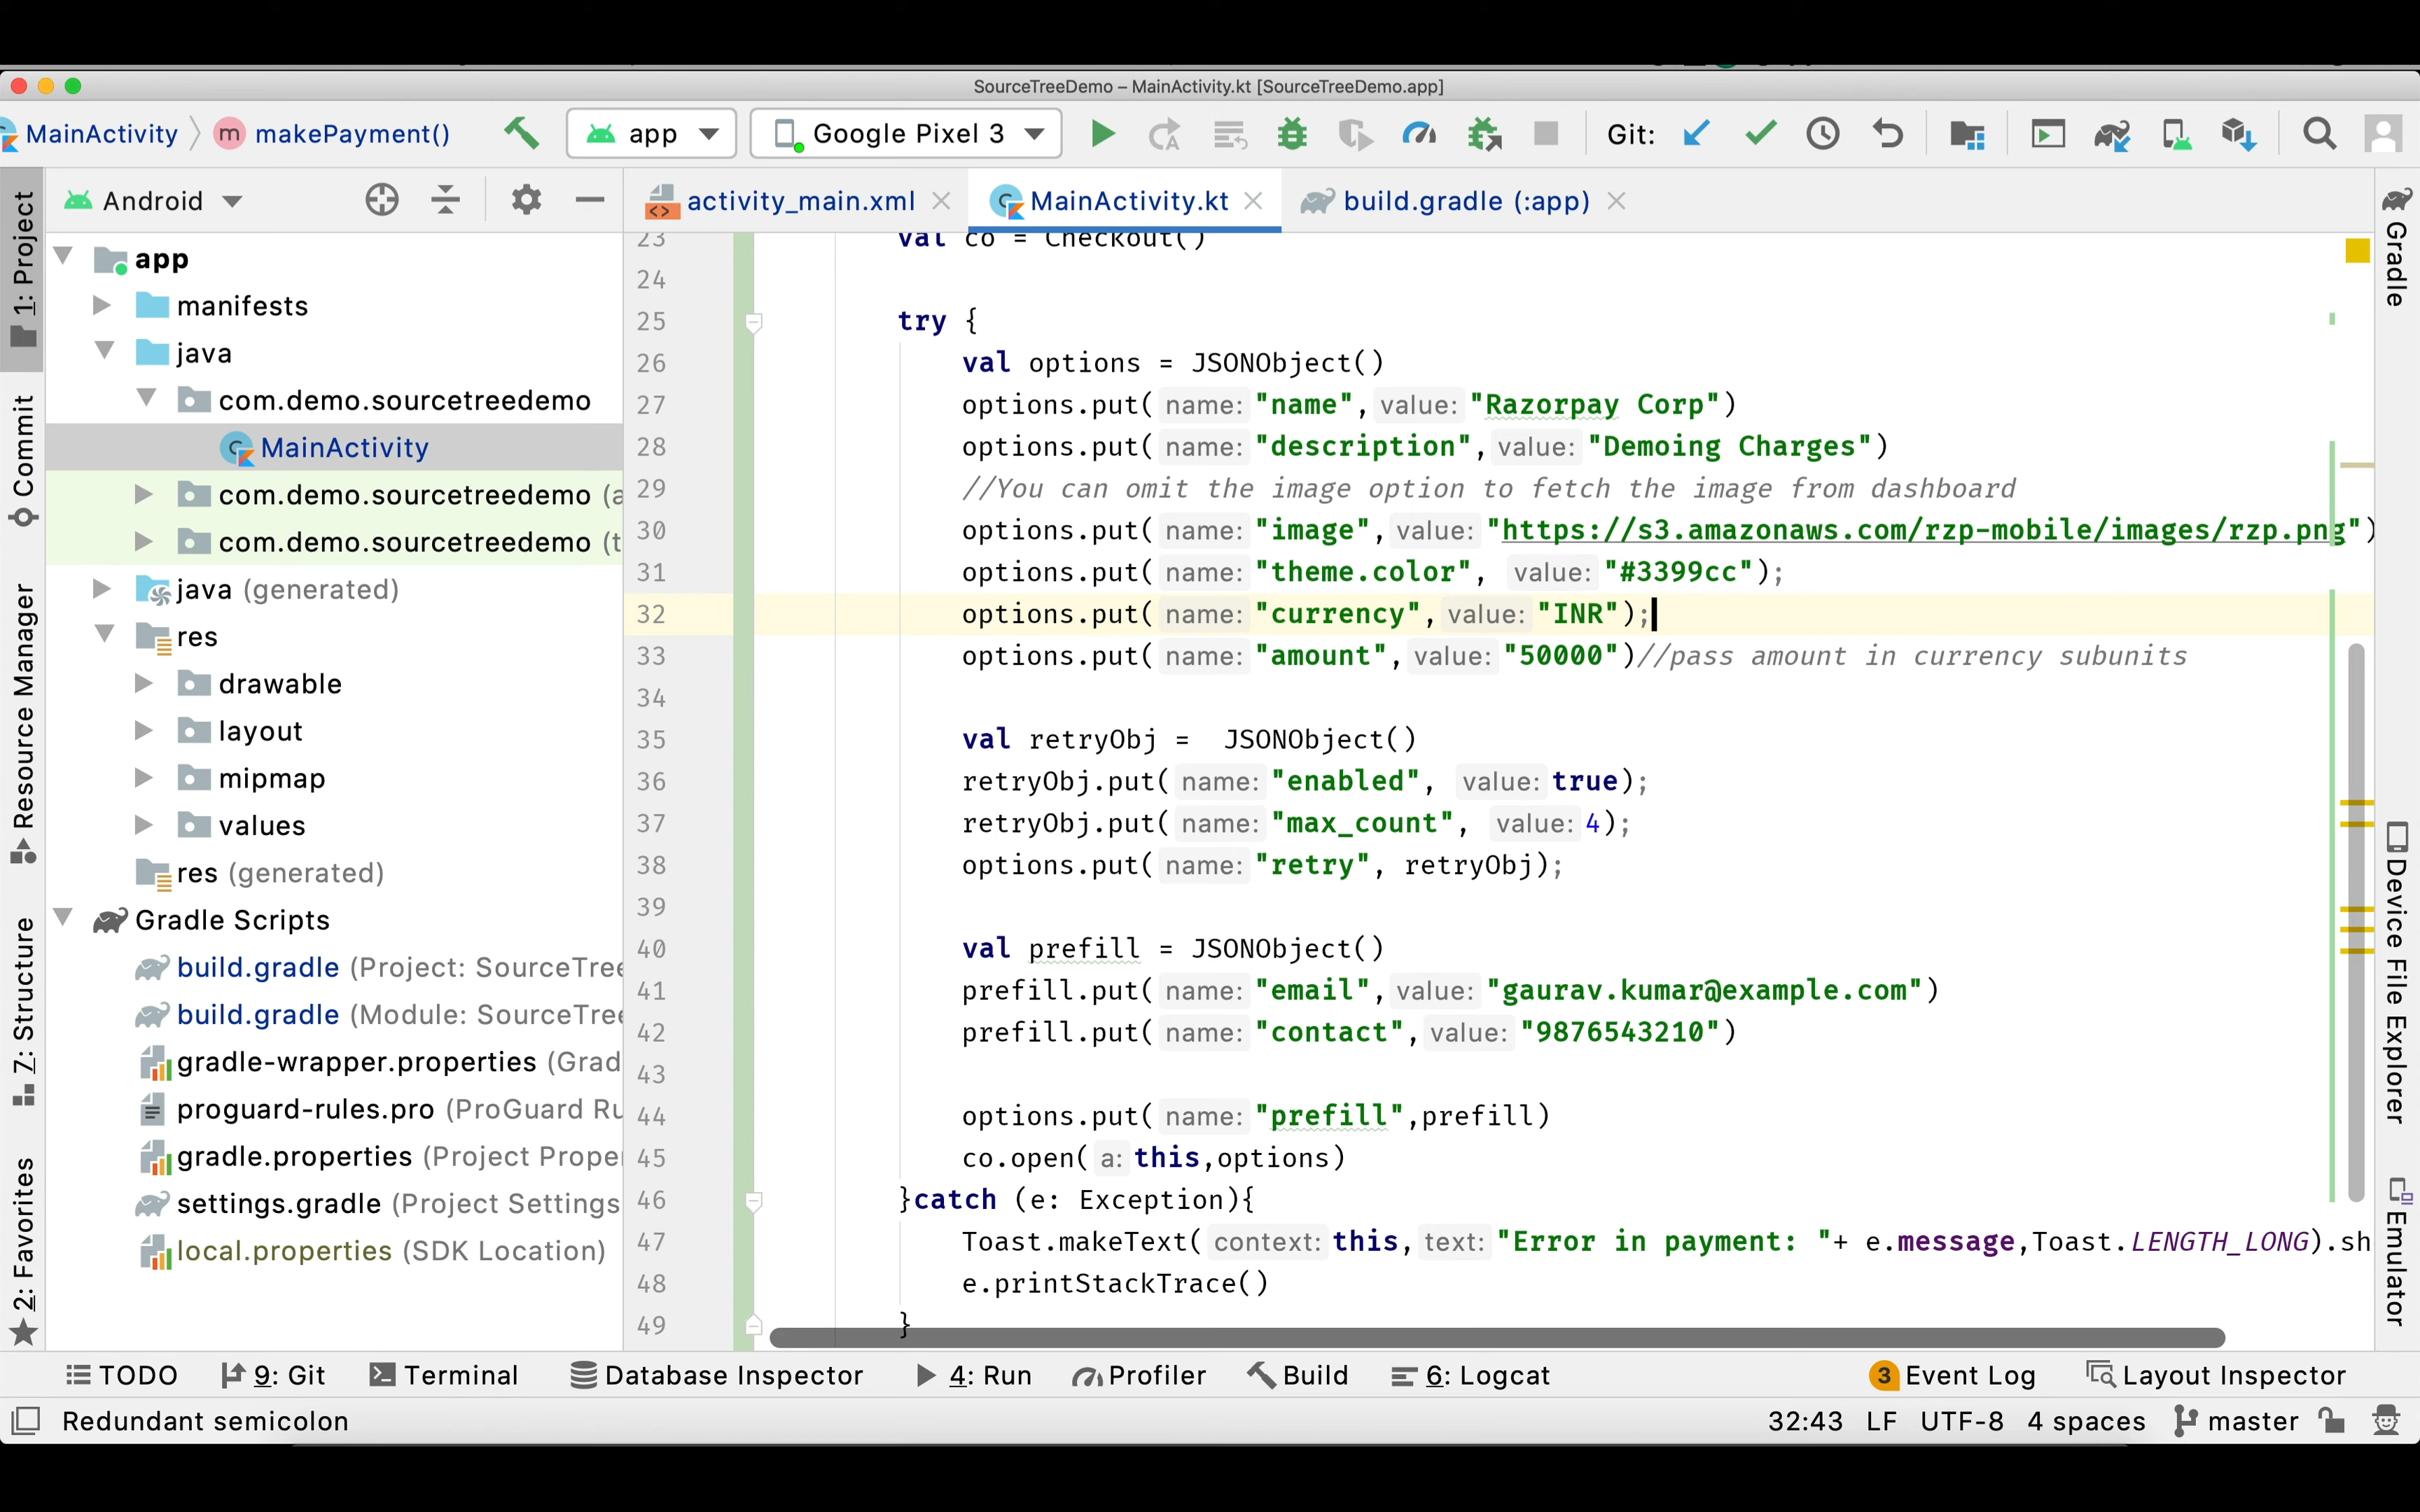 SourceTreeDemo – MainActivity.kt [SourceTreeDemo.app]
MainActivity
m makePayment()
app
Google Pixel 3
Git:
1: Project
Commit
Resource Manager
7: Structure
2: Favorites
Android
app
manifests
java
com.demo.sourcetreedemo
MainActivity
com.demo.sourcetreedemo (a
com.demo.sourcetreedemo (t
java (generated)
res
drawable
layout
mipmap
values
res (generated)
Gradle Scripts
build.gradle (Project: SourceTree
build.gradle (Module: SourceTree
gradle-wrapper.properties (Grad
proguard-rules.pro (ProGuard Ru
gradle.properties (Project Proper
settings.gradle (Project Settings
local.properties (SDK Location)
activity_main.xml
MainActivity.kt
build.gradle (:app)
23 val co = Checkout()
24
25 try {
26 val options = JSONObject()
27 options.put( name: "name", value: "Razorpay Corp")
28 options.put( name: "description", value: "Demoing Charges")
29 //You can omit the image option to fetch the image from dashboard
30 options.put( name: "image", value: "https://s3.amazonaws.com/rzp-mobile/images/rzp.png")
31 options.put( name: "theme.color", value: "#3399cc");
32 options.put( name: "currency", value: "INR");
33 options.put( name: "amount", value: "50000")//pass amount in currency subunits
34
35 val retryObj =  JSONObject()
36 retryObj.put( name: "enabled", value: true);
37 retryObj.put( name: "max_count", value: 4);
38 options.put( name: "retry", retryObj);
39
40 val prefill = JSONObject()
41 prefill.put( name: "email", value: "gaurav.kumar@example.com")
42 prefill.put( name: "contact", value: "9876543210")
43
44 options.put( name: "prefill",prefill)
45 co.open( a: this,options)
46 }catch (e: Exception){
47 Toast.makeText( context: this, text: "Error in payment: "+ e.message,Toast.LENGTH_LONG).sh
48 e.printStackTrace()
49 }
Gradle
Device File Explorer
Emulator
TODO
9: Git
Terminal
Database Inspector
4: Run
Profiler
Build
6: Logcat
3 Event Log
Layout Inspector
Redundant semicolon
32:43 LF UTF-8 4 spaces master